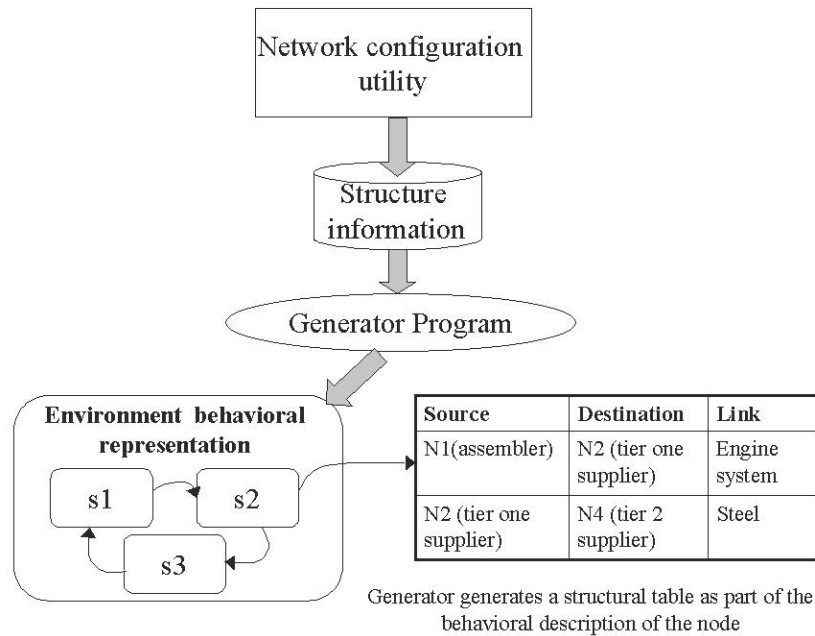 Network configuration
utility
Structure
information
Generator Program
Environment behavioral
representation
s1
s2
s3
Source Destination Link
N1(assembler) N2 (tier one supplier) Engine system
N2 (tier one supplier) N4 (tier 2 supplier) Steel
Generator generates a structural table as part of the
behavioral description of the node